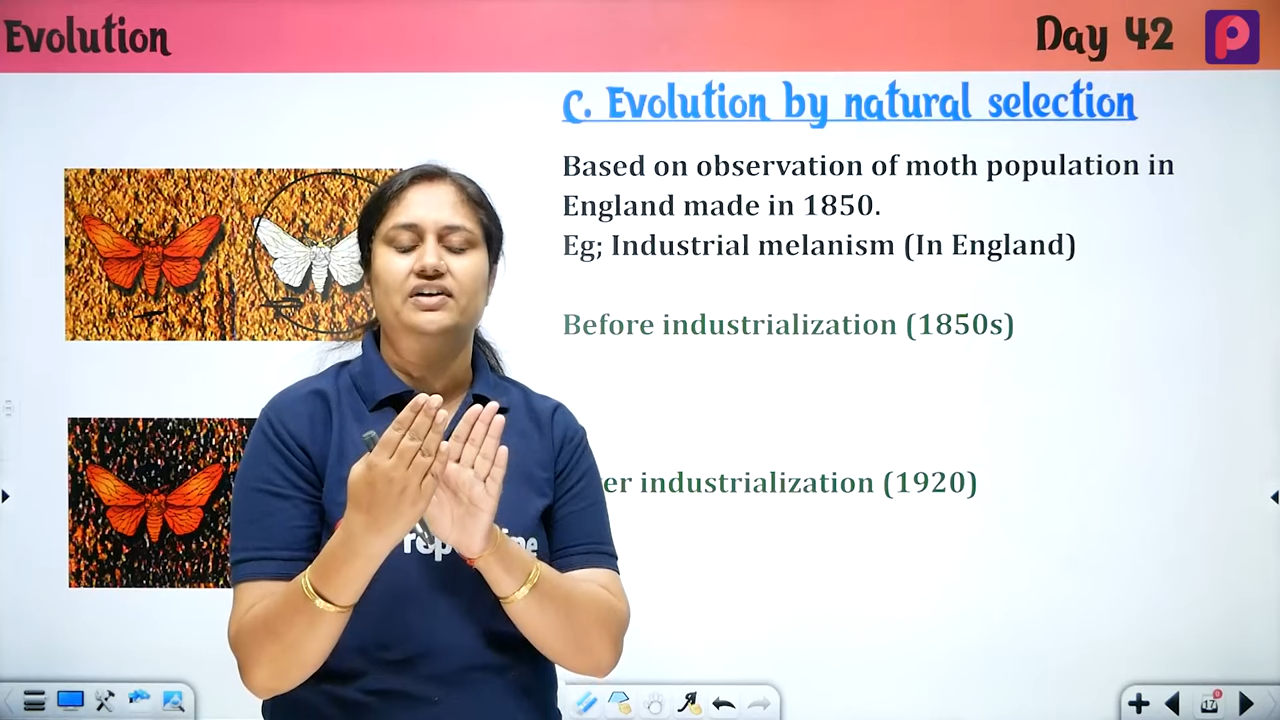 Evolution
Day 42
C. Evolution by natural selection
Based on observation of moth population in
England made in 1850.
Eg; Industrial melanism (In England)
Before industrialization (1850s)
industrialization (1920)
17